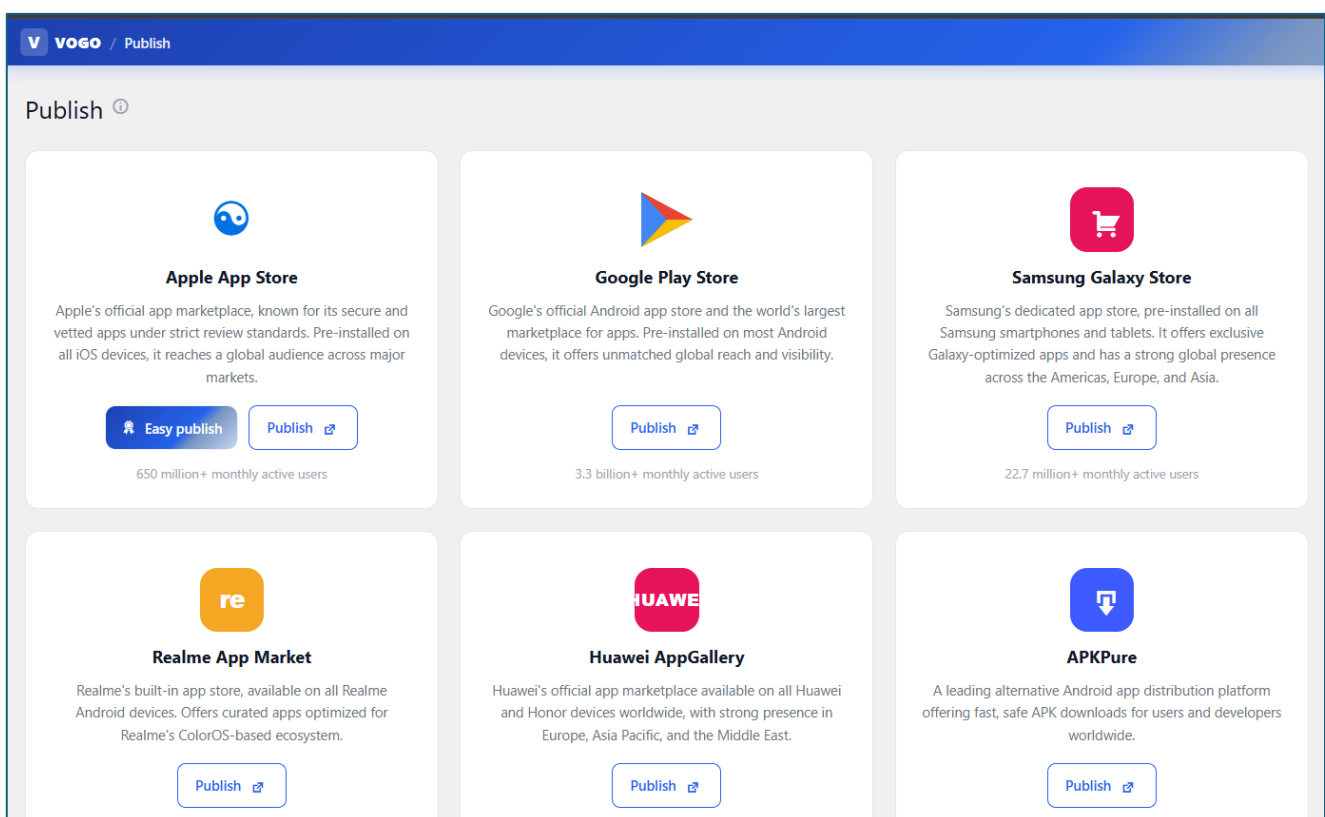 V VOGO / Publish
Publish
Apple App Store
Apple's official app marketplace, known for its secure and
vetted apps under strict review standards. Pre-installed on
all iOS devices, it reaches a global audience across major
markets.
Easy publish
Publish
650 million+ monthly active users
Google Play Store
Google's official Android app store and the world's largest
marketplace for apps. Pre-installed on most Android
devices, it offers unmatched global reach and visibility.
Publish
3.3 billion+ monthly active users
Samsung Galaxy Store
Samsung's dedicated app store, pre-installed on all
Samsung smartphones and tablets. It offers exclusive
Galaxy-optimized apps and has a strong global presence
across the Americas, Europe, and Asia.
Publish
22.7 million+ monthly active users
re
Realme App Market
Realme's built-in app store, available on all Realme
Android devices. Offers curated apps optimized for
Realme's ColorOS-based ecosystem.
Publish
HUAWE
Huawei AppGallery
Huawei's official app marketplace available on all Huawei
and Honor devices worldwide, with strong presence in
Europe, Asia Pacific, and the Middle East.
Publish
APKPure
A leading alternative Android app distribution platform
offering fast, safe APK downloads for users and developers
worldwide.
Publish